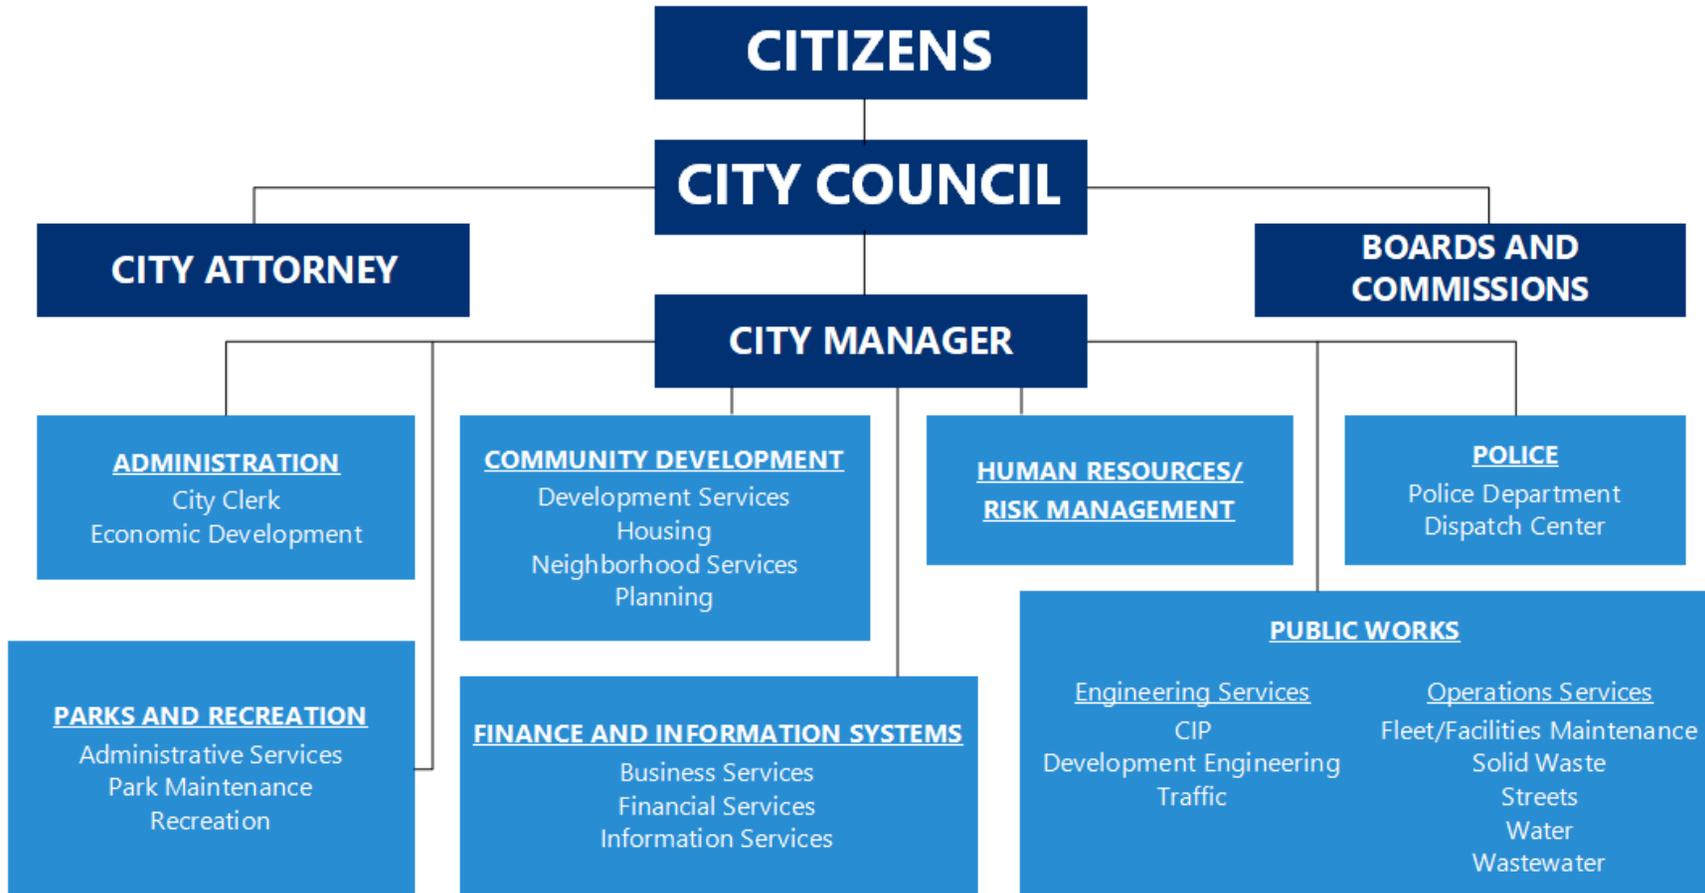 CITIZENS
CITY COUNCIL
CITY ATTORNEY
BOARDS AND
COMMISSIONS
CITY MANAGER
ADMINISTRATION
City Clerk
Economic Development
COMMUNITY DEVELOPMENT
Development Services
Housing
Neighborhood Services
Planning
HUMAN RESOURCES/
RISK MANAGEMENT
POLICE
Police Department
Dispatch Center
PARKS AND RECREATION
Administrative Services
Park Maintenance
Recreation
FINANCE AND INFORMATION SYSTEMS
Business Services
Financial Services
Information Services
PUBLIC WORKS
Engineering Services
CIP
Development Engineering
Traffic
Operations Services
Fleet/Facilities Maintenance
Solid Waste
Streets
Water
Wastewater